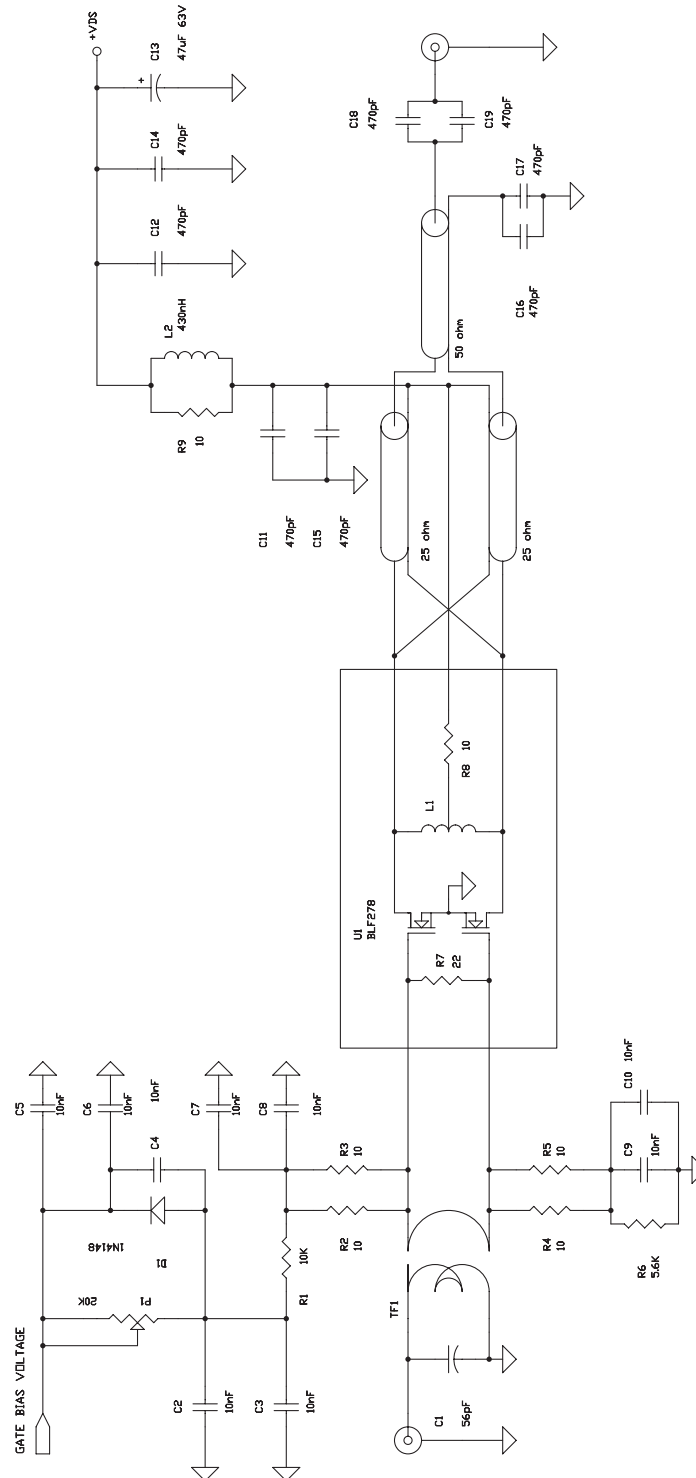 +VDS
C13
47uF 63V
+
C14
470pF
C12
470pF
L2
430nH
R9
10
C11
470pF
C15
470pF
C18
470pF
C19
470pF
C17
470pF
C16
470pF
50 ohm
25 ohm
25 ohm
U1
BLF278
R7
22
L1
R8
10
GATE BIAS VOLTAGE
C5
10nF
C6
10nF
C4
10nF
C7
10nF
C8
10nF
1N4148
D1
P1
20K
R1
10K
C2
10nF
C3
10nF
R3
10
R2
10
R5
10
R4
10
C10
10nF
C9
10nF
R6
5.6K
TF1
C1
56pF